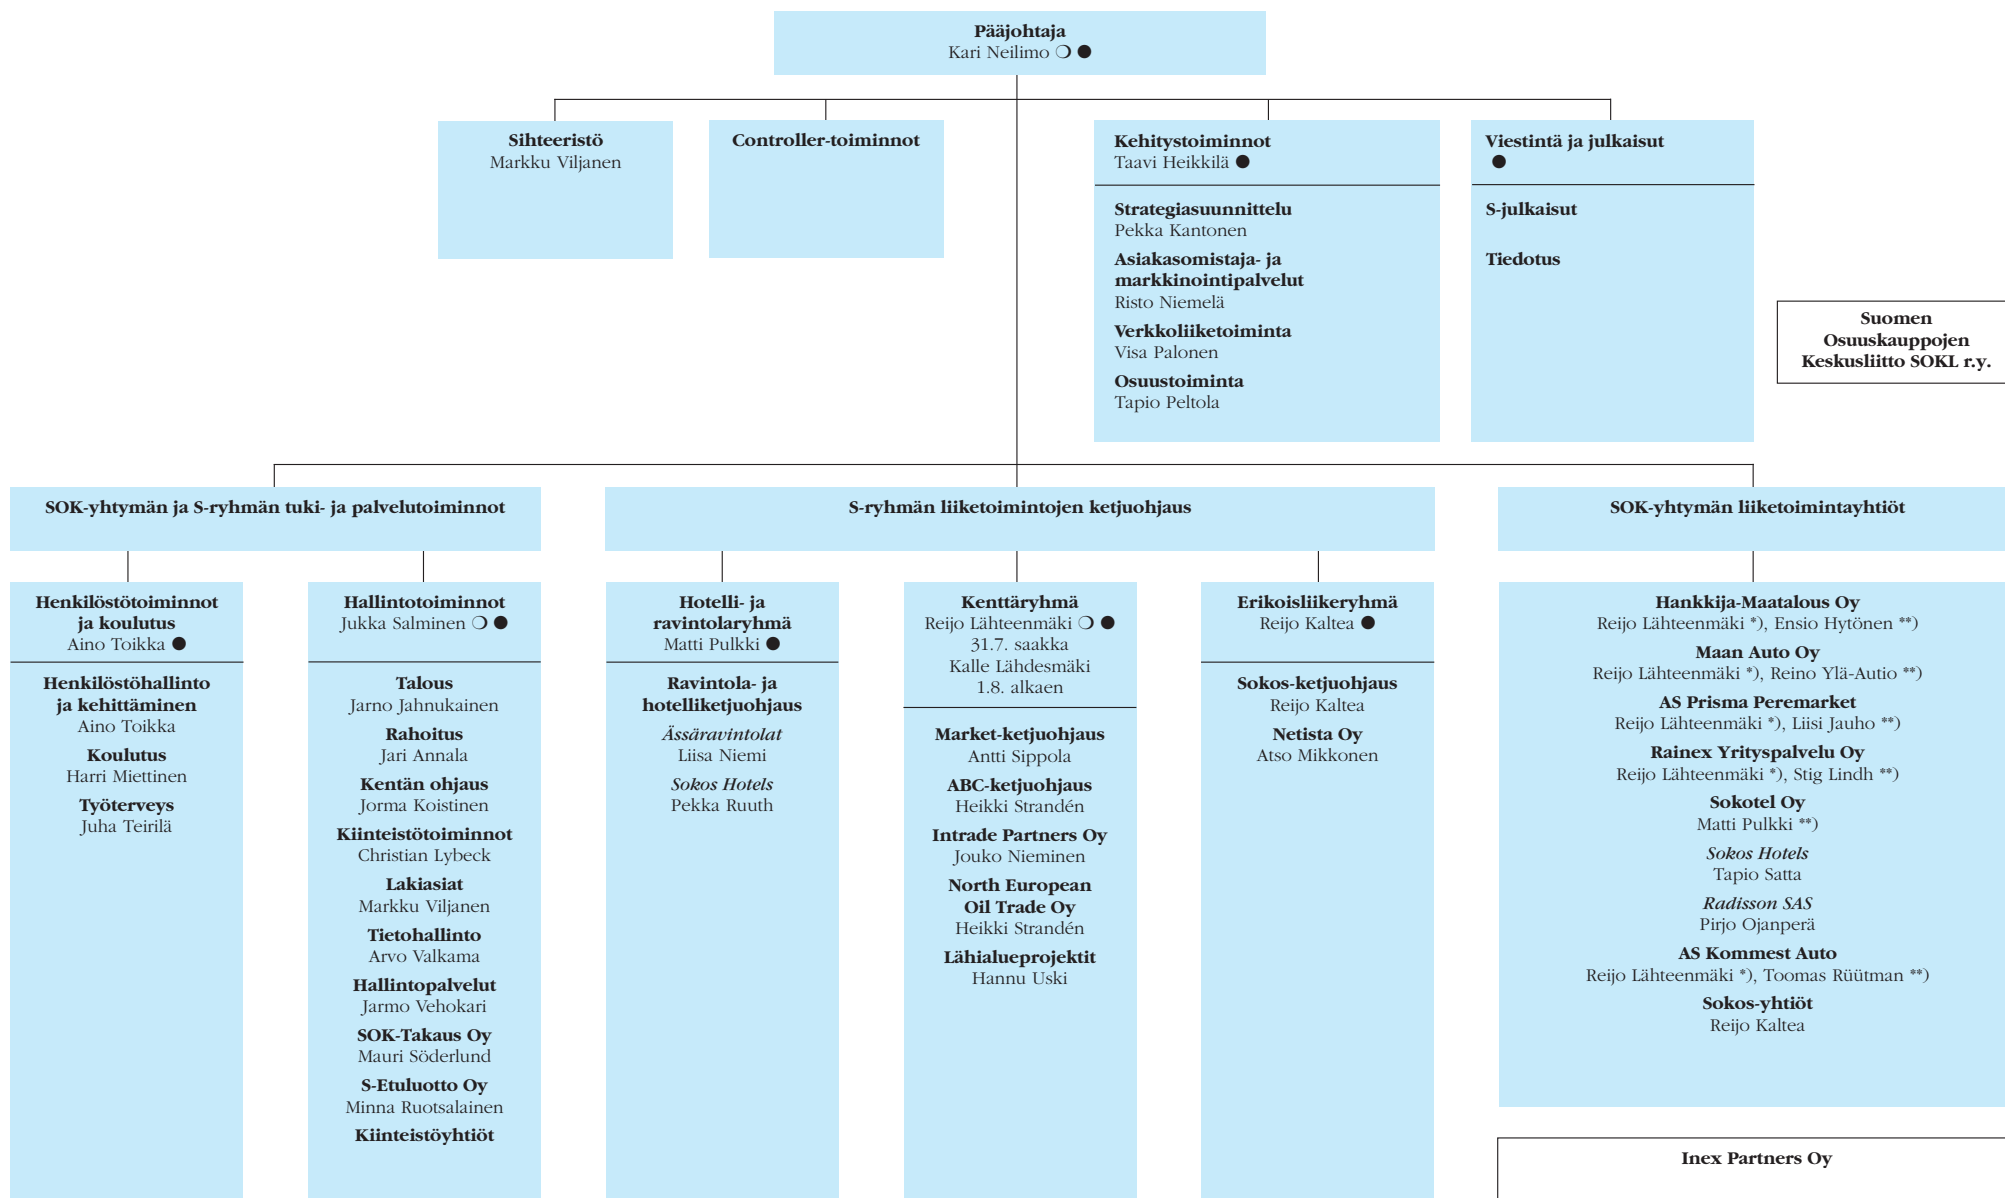 Pääjohtaja
Kari Neilimo ❍ ●
Sihteeristö
Markku Viljanen
Controller-toiminnot
Kehitystoiminnot
Taavi Heikkilä ●
Strategiasuunnittelu
Pekka Kantonen
Asiakasomistaja- ja
markkinointipalvelut
Risto Niemelä
Verkkoliiketoiminta
Visa Palonen
Osuustoiminta
Tapio Peltola
Viestintä ja julkaisut
●
S-julkaisut
Tiedotus
Suomen
Osuuskauppojen
Keskusliitto SOKL r.y.
SOK-yhtymän ja S-ryhmän tuki- ja palvelutoiminnot
Henkilöstötoiminnot
ja koulutus
Aino Toikka ●
Henkilöstöhallinto
ja kehittäminen
Aino Toikka
Koulutus
Harri Miettinen
Työterveys
Juha Teirilä
Hallintotoiminnot
Jukka Salminen ❍ ●
Talous
Jarno Jahnukainen
Rahoitus
Jari Annala
Kentän ohjaus
Jorma Koistinen
Kiinteistötoiminnot
Christian Lybeck
Lakiasiat
Markku Viljanen
Tietohallinto
Arvo Valkama
Hallintopalvelut
Jarmo Vehokari
SOK-Takaus Oy
Mauri Söderlund
S-Etuluotto Oy
Minna Ruotsalainen
Kiinteistöyhtiöt
S-ryhmän liiketoimintojen ketjuohjaus
Hotelli- ja
ravintolaryhmä
Matti Pulkki ●
Ravintola- ja
hotelliketjuohjaus
Ässäravintolat
Liisa Niemi
Sokos Hotels
Pekka Ruuth
Kenttäryhmä
Reijo Lähteenmäki ❍ ●
31.7. saakka
Kalle Lähdesmäki
1.8. alkaen
Market-ketjuohjaus
Antti Sippola
ABC-ketjuohjaus
Heikki Strandén
Intrade Partners Oy
Jouko Nieminen
North European
Oil Trade Oy
Heikki Strandén
Lähialueprojektit
Hannu Uski
Erikoisliikeryhmä
Reijo Kaltea ●
Sokos-ketjuohjaus
Reijo Kaltea
Netista Oy
Atso Mikkonen
SOK-yhtymän liiketoimintayhtiöt
Hankkija-Maatalous Oy
Reijo Lähteenmäki *), Ensio Hytönen **)
Maan Auto Oy
Reijo Lähteenmäki *), Reino Ylä-Autio **)
AS Prisma Peremarket
Reijo Lähteenmäki *), Liisi Jauho **)
Rainex Yrityspalvelu Oy
Reijo Lähteenmäki *), Stig Lindh **)
Sokotel Oy
Matti Pulkki **)
Sokos Hotels
Tapio Satta
Radisson SAS
Pirjo Ojanperä
AS Kommest Auto
Reijo Lähteenmäki *), Toomas Rüütman **)
Sokos-yhtiöt
Reijo Kaltea
Inex Partners Oy